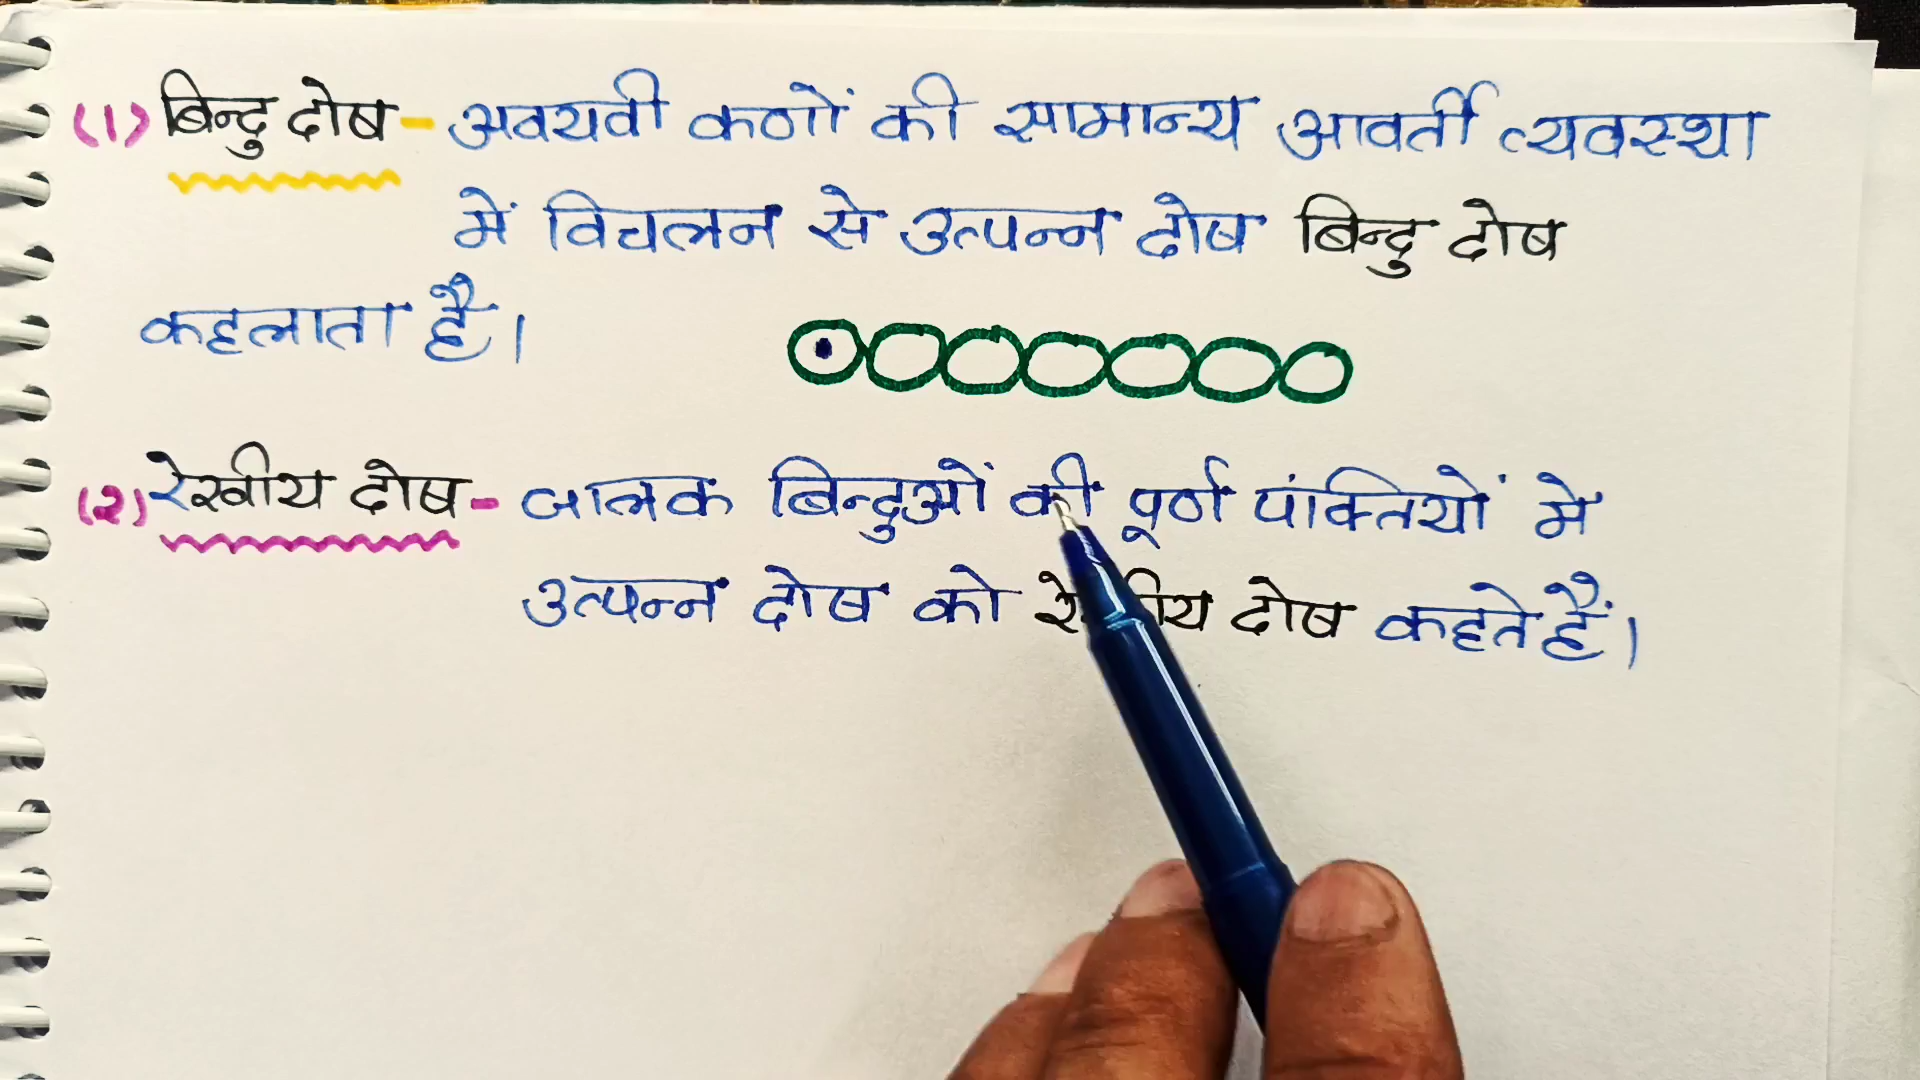 (1) बिन्दु दोष - अवयवी कणों की सामान्य आवर्ती व्यवस्था
में विचलन से उत्पन्न दोष बिन्दु दोष
कहलाता है।
(2) रेखीय दोष - जालक बिन्दुओं की पूर्ण पंक्तियों में
उत्पन्न दोष को रेखीय दोष कहते हैं।